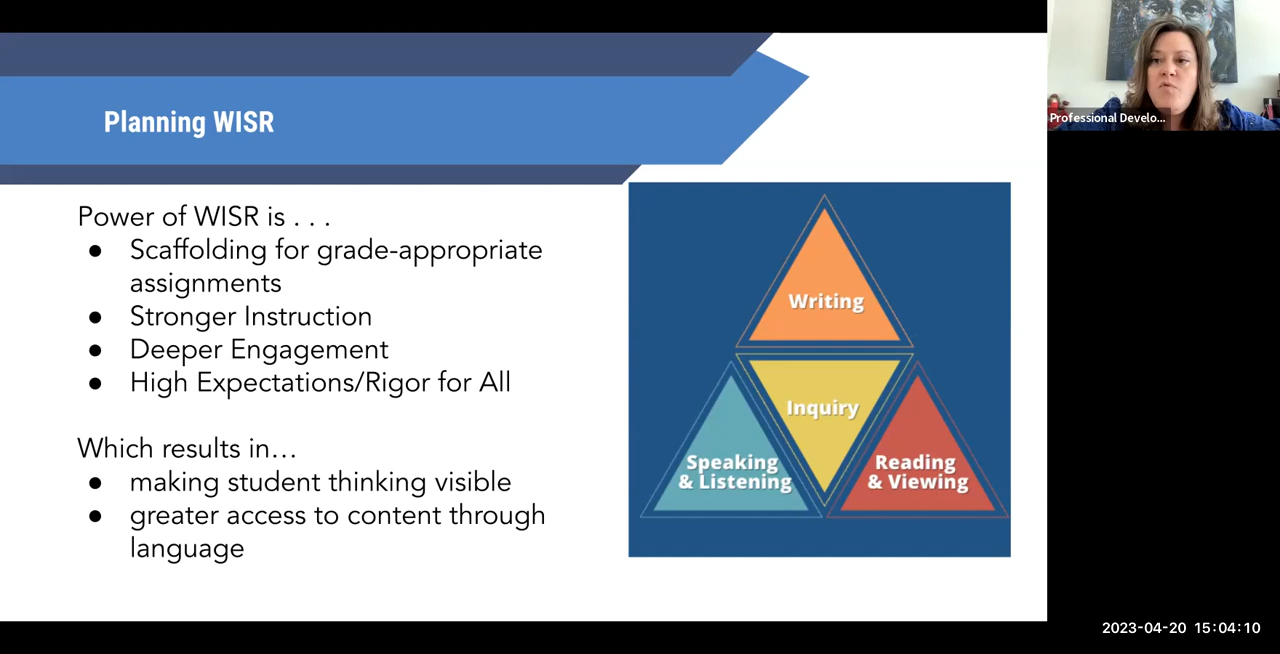 Planning WISR
Professional Develo...
Power of WISR is . . .
● Scaffolding for grade-appropriate
assignments
● Stronger Instruction
● Deeper Engagement
● High Expectations/Rigor for All
Which results in...
● making student thinking visible
● greater access to content through
language
Writing
Inquiry
Speaking
& Listening
Reading
& Viewing
2023-04-20 15:04:10